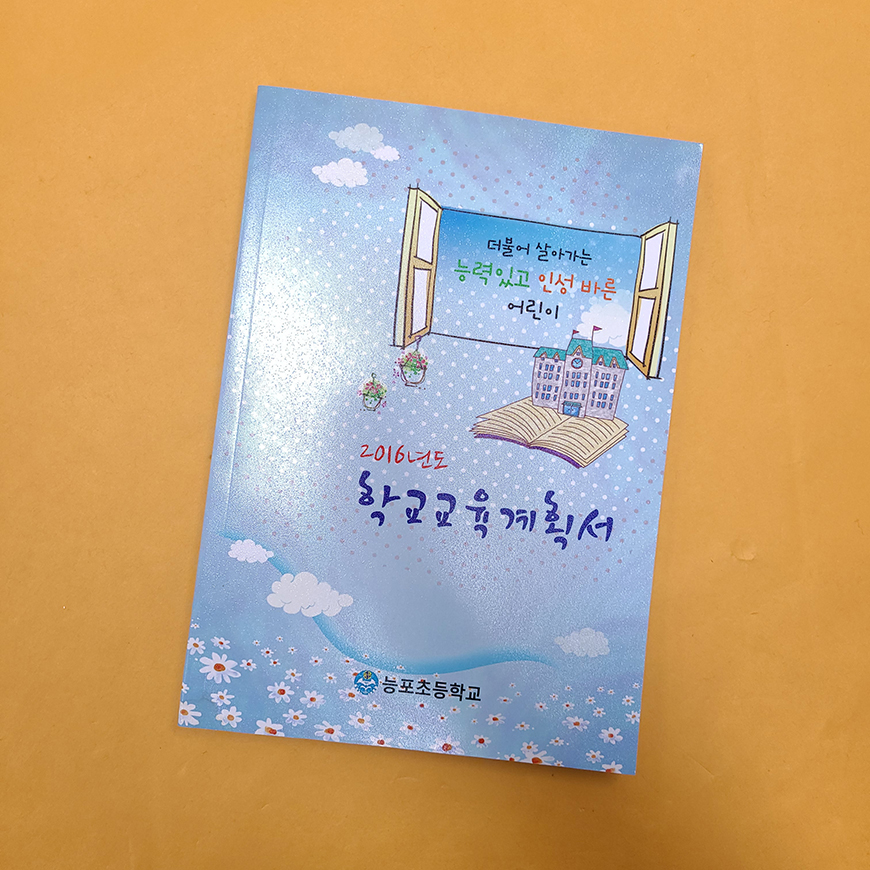 더불어 살아가는
능력있고 인성 바른
어린이
2016년도
학교교육계획서
능포초등학교